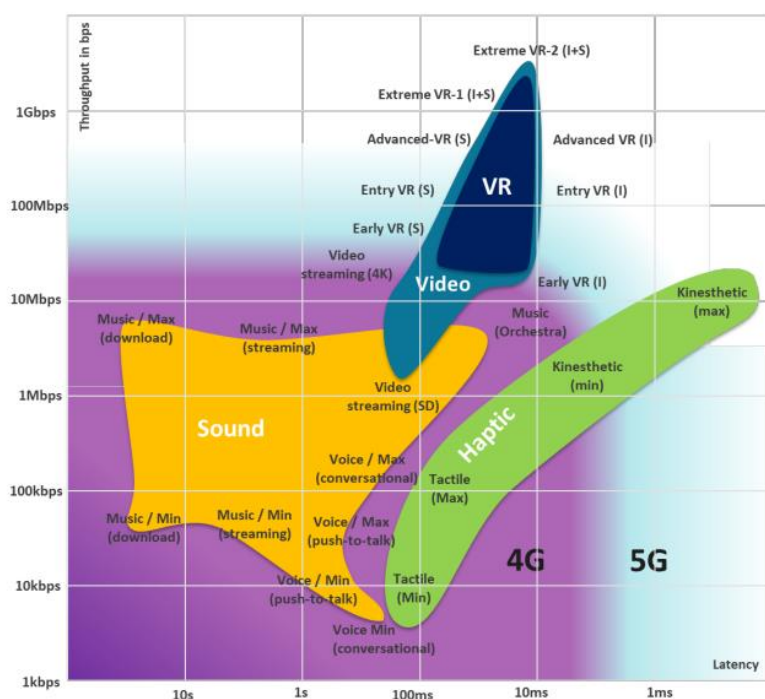 Throughput in bps
Extreme VR-2 (I+S)
Extreme VR-1 (I+S)
1Gbps
Advanced-VR (S)
Advanced VR (I)
VR
Entry VR (S)
Entry VR (I)
100Mbps
Early VR (S)
Video
streaming (4K)
Video
Early VR (I)
10Mbps
Kinesthetic
(max)
Music / Max
(download)
Music / Max
(streaming)
Music
(Orchestra)
Kinesthetic
(min)
1Mbps
Video
streaming (SD)
Sound
Haptic
Voice / Max
(conversational)
Tactile
(Max)
100kbps
Music / Min
(download)
Music / Min
(streaming)
Voice / Max
(push-to-talk)
4G
5G
10kbps
Voice / Min
(push-to-talk)
Tactile
(Min)
Voice Min
(conversational)
Latency
1kbps
10s
1s
100ms
10ms
1ms